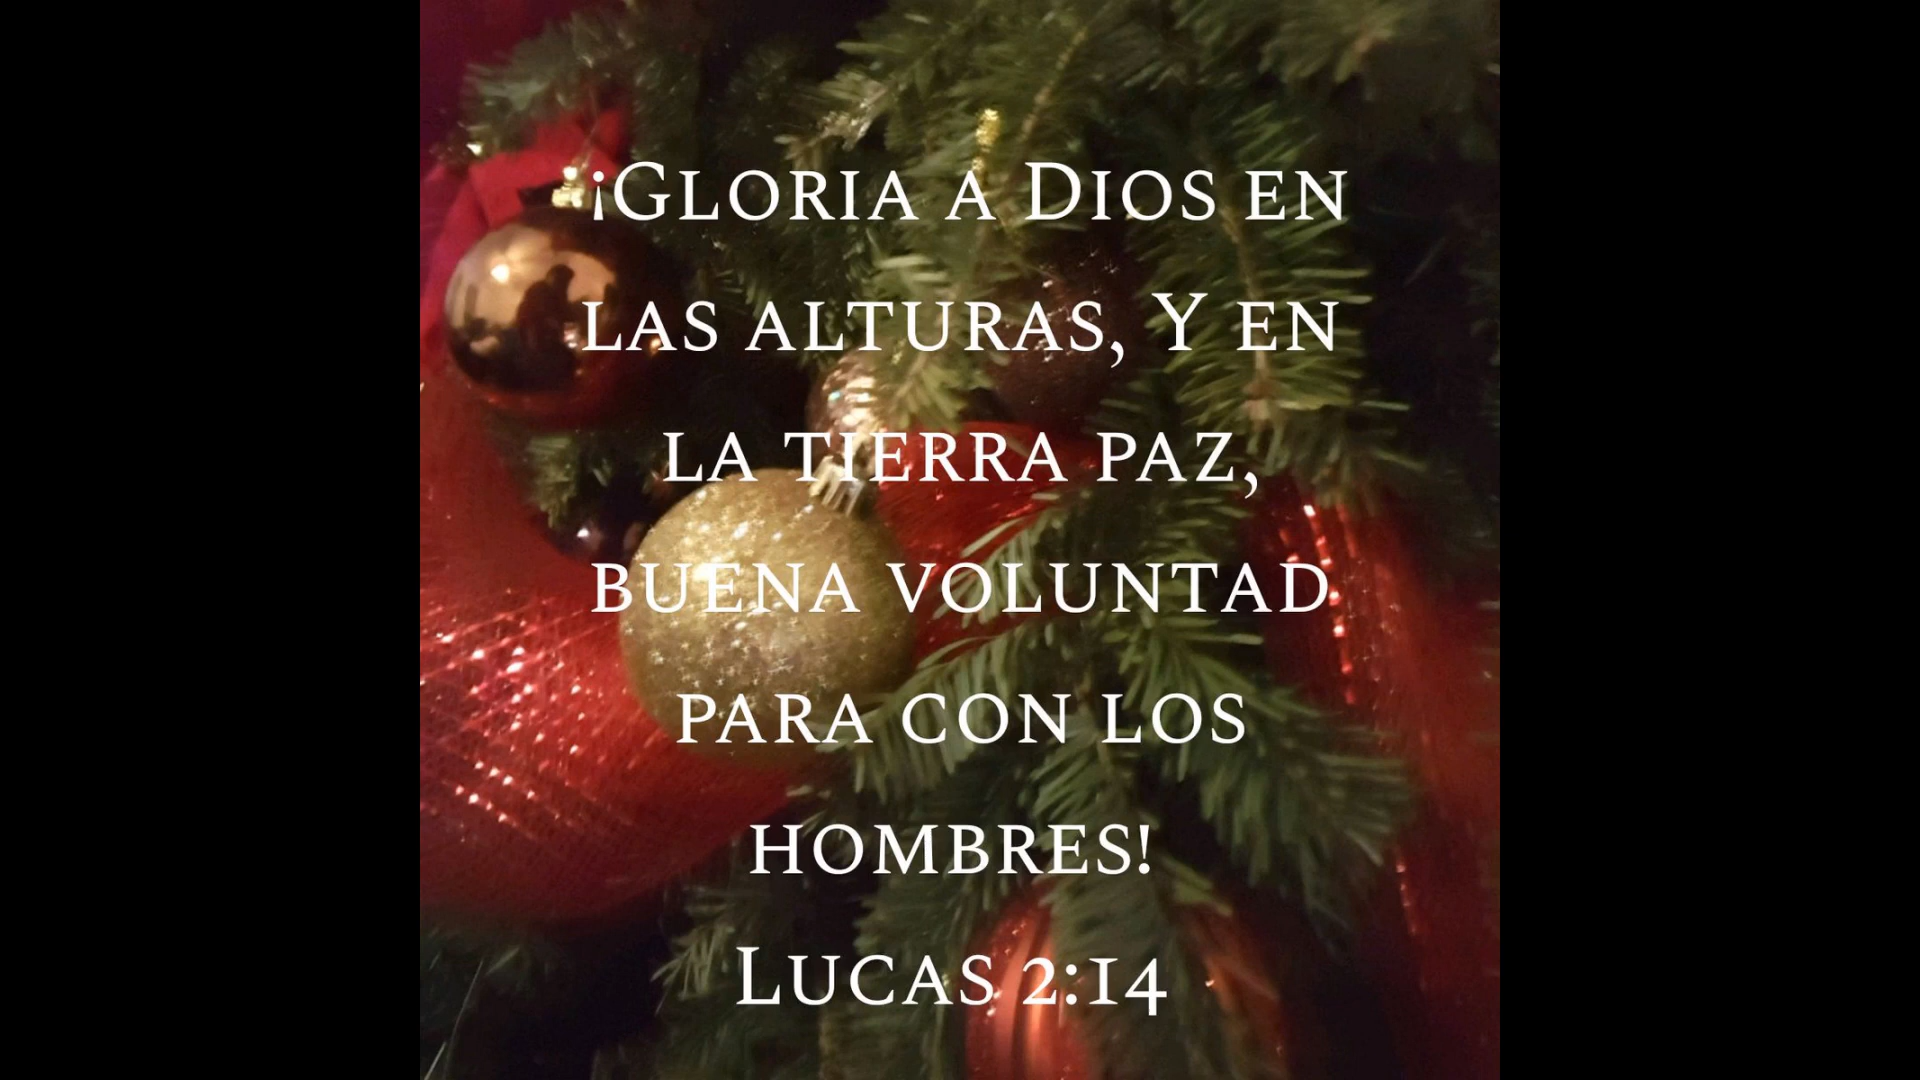 ¡Gloria a Dios en
las alturas, Y en
la tierra paz,
buena voluntad
para con los
hombres!
Lucas 2:14